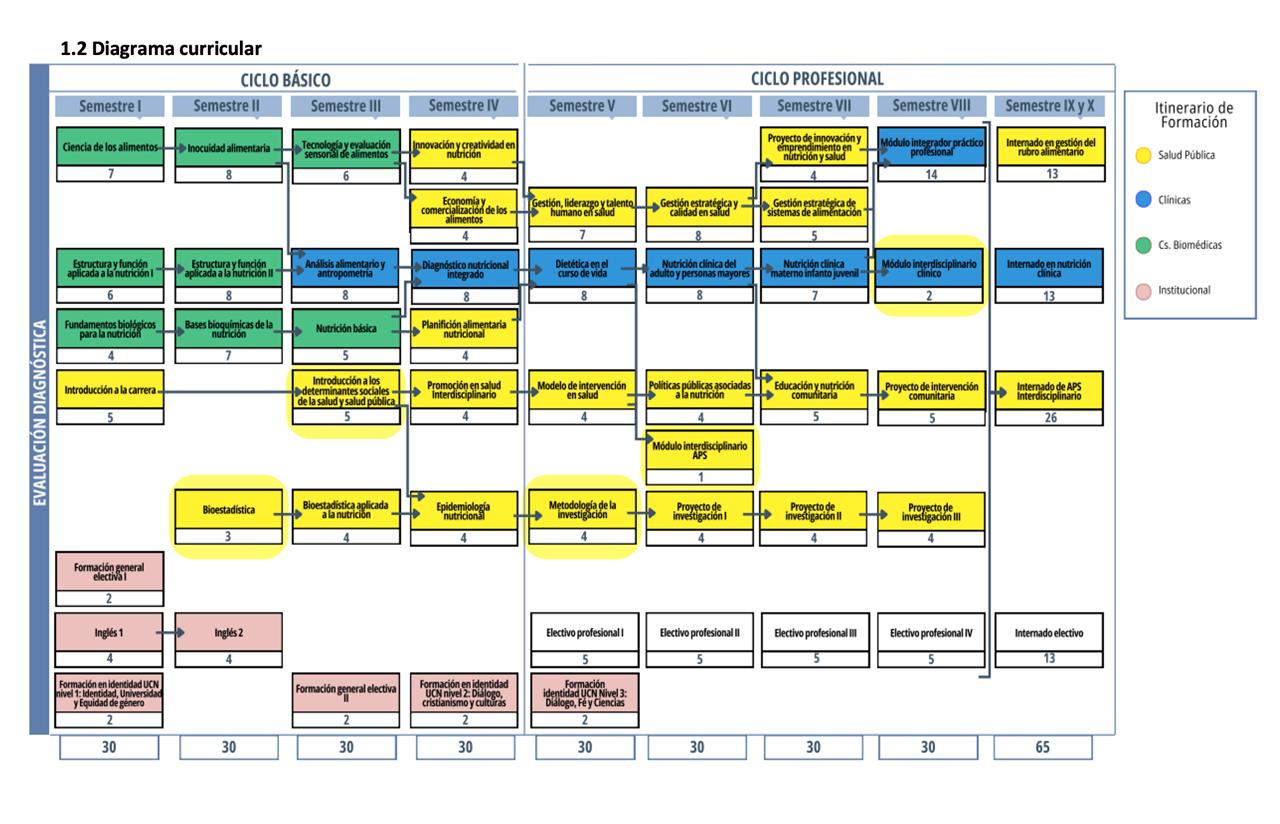 1.2 Diagrama curricular
CICLO BÁSICO
CICLO PROFESIONAL
Semestre I
Semestre II
Semestre III
Semestre IV
Semestre V
Semestre VI
Semestre VII
Semestre VIII
Semestre IX y X
Ciencia de los alimentos
7
Inocuidad alimentaria
8
Tecnología y evaluación
sensorial de alimentos
6
Innovación y creatividad en
nutrición
4
Proyecto de innovación y
emprendimiento en
nutrición y salud
4
Módulo integrador práctico
profesional
14
Internado en gestión del
rubro alimentario
13
Economía y
comercialización de los
alimentos
4
Gestión, liderazgo y talento
humano en salud
7
Gestión estratégica y
calidad en salud
8
Gestión estratégica de
sistemas de alimentación
5
Estructura y función
aplicada a la nutrición I
6
Estructura y función
aplicada a la nutrición II
8
Análisis alimentario y
antropometría
8
Diagnóstico nutricional
integrado
8
Dietética en el
curso de vida
8
Nutrición clínica del
adulto y personas mayores
8
Nutrición clínica
materno infanto juvenil
7
Módulo interdisciplinario
clínico
2
Internado en nutrición
clínica
13
Fundamentos biológicos
para la nutrición
4
Bases bioquímicas de la
nutrición
7
Nutrición básica
5
Planifición alimentaria
nutricional
4
Introducción a la carrera
5
Introducción a los
determinantes sociales
de la salud y salud pública
5
Promoción en salud
Interdisciplinario
4
Modelo de intervención
en salud
4
Políticas públicas asociadas
a la nutrición
4
Educación y nutrición
comunitaria
5
Proyecto de intervención
comunitaria
5
Internado de APS
Interdisciplinario
26
Módulo interdisciplinario
APS
1
Bioestadística
3
Bioestadística aplicada
a la nutrición
4
Epidemiología
nutricional
4
Metodología de la
investigación
4
Proyecto de
investigación I
4
Proyecto de
investigación II
4
Proyecto de
investigación III
4
Formación general
electiva I
2
Inglés 1
4
Inglés 2
4
Electivo profesional I
5
Electivo profesional II
5
Electivo profesional III
5
Electivo profesional IV
5
Internado electivo
13
Formación en identidad UCN
nivel 1: Identidad, Universidad
y Equidad de género
2
Formación general electiva
II
2
Formación en identidad
UCN nivel 2: Diálogo,
cristianismo y culturas
2
Formación
identidad UCN Nivel 3:
Diálogo, Fé y Ciencias
2
30
30
30
30
30
30
30
30
65
EVALUACIÓN DIAGNÓSTICA
Itinerario de
Formación
Salud Pública
Clínicas
Cs. Biomédicas
Institucional